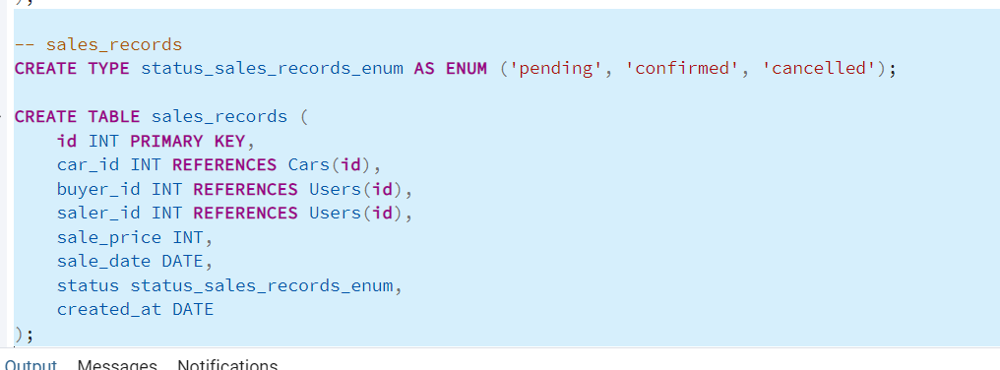 );
-- sales_records
CREATE TYPE status_sales_records_enum AS ENUM ('pending', 'confirmed', 'cancelled');
CREATE TABLE sales_records (
    id INT PRIMARY KEY,
    car_id INT REFERENCES Cars(id),
    buyer_id INT REFERENCES Users(id),
    saler_id INT REFERENCES Users(id),
    sale_price INT,
    sale_date DATE,
    status status_sales_records_enum,
    created_at DATE
);
Output Messages Notifications